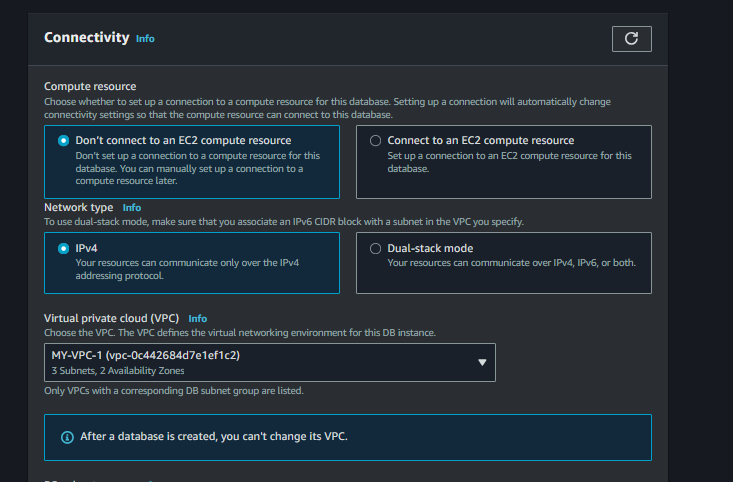 Connectivity Info
Compute resource
Choose whether to set up a connection to a compute resource for this database. Setting up a connection will automatically change
connectivity settings so that the compute resource can connect to this database.
Don't connect to an EC2 compute resource
Don't set up a connection to a compute resource for this
database. You can manually set up a connection to a
compute resource later.
Connect to an EC2 compute resource
Set up a connection to an EC2 compute resource for this
database.
Network type Info
To use dual-stack mode, make sure that you associate an IPv6 CIDR block with a subnet in the VPC you specify.
IPv4
Your resources can communicate only over the IPv4
addressing protocol.
Dual-stack mode
Your resources can communicate over IPv4, IPv6, or both.
Virtual private cloud (VPC) Info
Choose the VPC. The VPC defines the virtual networking environment for this DB instance.
MY-VPC-1 (vpc-0c442684d7e1ef1c2)
3 Subnets, 2 Availability Zones
Only VPCs with a corresponding DB subnet group are listed.
After a database is created, you can't change its VPC.